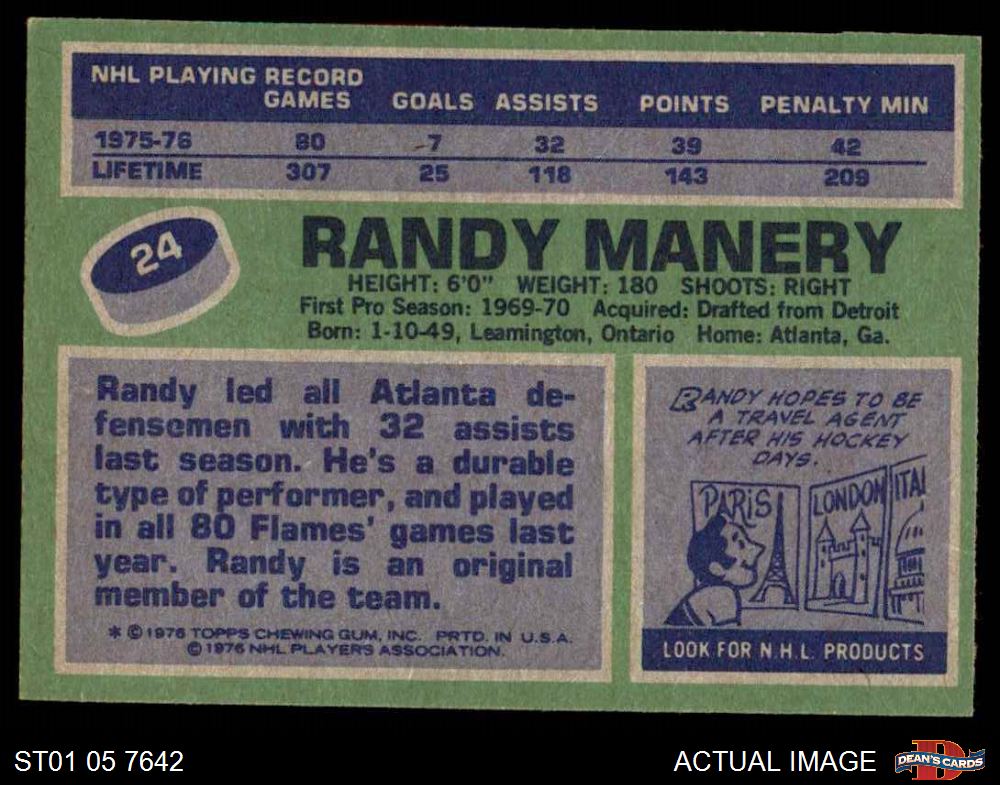 NHL PLAYING RECORD
GAMES GOALS ASSISTS POINTS PENALTY MIN
1975-76 80 7 32 39 42
LIFETIME 307 25 118 143 209
24
RANDY MANERY
HEIGHT: 6'0" WEIGHT: 180 SHOOTS: RIGHT
First Pro Season: 1969-70 Acquired: Drafted from Detroit
Born: 1-10-49, Leamington, Ontario Home: Atlanta, Ga.
Randy led all Atlanta de-
fensemen with 32 assists
last season. He's a durable
type of performer, and played
in all 80 Flames' games last
year. Randy is an original
member of the team.
* © 1976 TOPPS CHEWING GUM, INC. PRTD. IN U.S.A.
© 1976 NHL PLAYERS ASSOCIATION.
RANDY HOPES TO BE
A TRAVEL AGENT
AFTER HIS HOCKEY
DAYS.
PARIS LONDON ITAI
LOOK FOR N.H.L. PRODUCTS
ST01 05 7642 ACTUAL IMAGE D DEAN'S CARDS